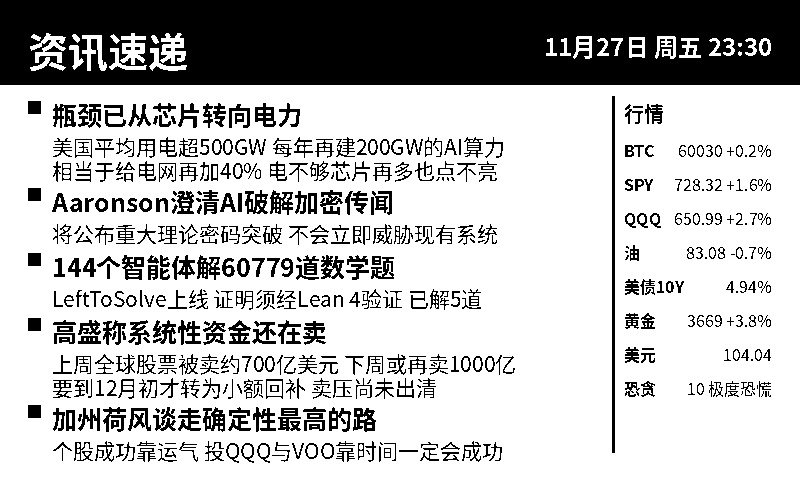 资讯速递
11月27日 周五 23:30
瓶颈已从芯片转向电力
美国平均用电超500GW 每年再建200GW的AI算力
相当于给电网再加40% 电不够芯片再多也点不亮
Aaronson澄清AI破解加密传闻
将公布重大理论密码突破 不会立即威胁现有系统
144个智能体解60779道数学题
LeftToSolve上线 证明须经Lean 4验证 已解5道
高盛称系统性资金还在卖
上周全球股票被卖约700亿美元 下周或再卖1000亿
要到12月初才转为小额回补 卖压尚未出清
加州荷风谈走确定性最高的路
个股成功靠运气 投QQQ与VOO靠时间一定会成功
行情
BTC 60030 +0.2%
SPY 728.32 +1.6%
QQQ 650.99 +2.7%
油 83.08 -0.7%
美债10Y 4.94%
黄金 3669 +3.8%
美元 104.04
恐贪 10 极度恐慌